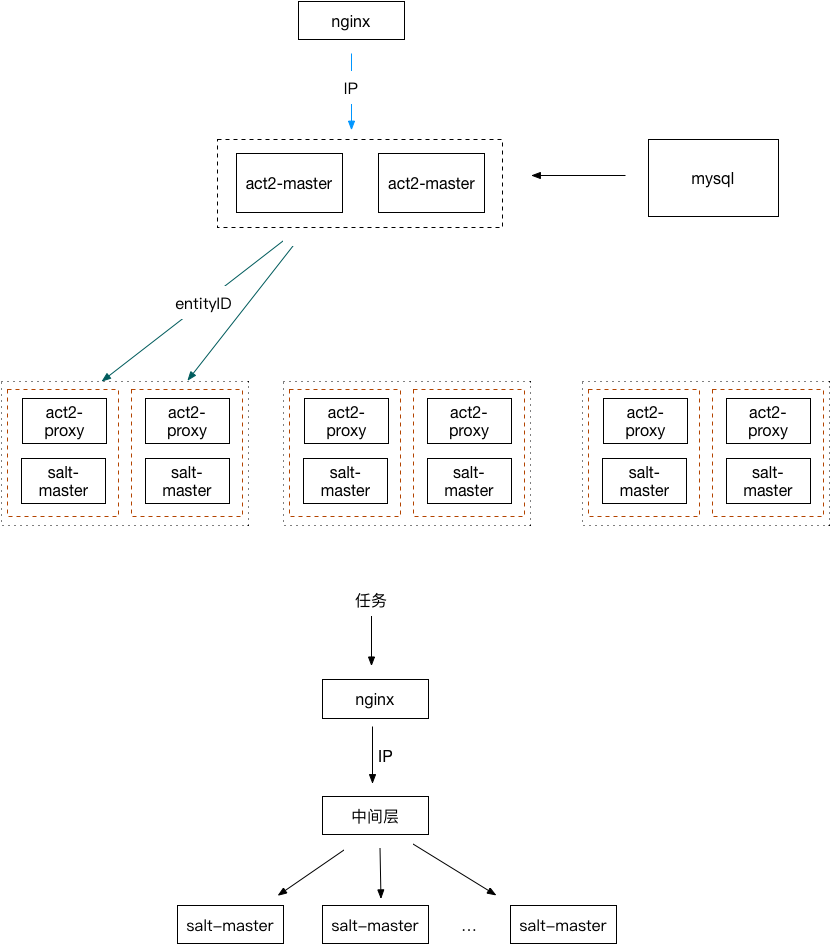 nginx
IP
act2-master
act2-master
mysql
entityID
act2-
proxy
salt-
master
act2-
proxy
salt-
master
act2-
proxy
salt-
master
act2-
proxy
salt-
master
act2-
proxy
salt-
master
act2-
proxy
salt-
master
任务
nginx
IP
中间层
salt-master
salt-master
...
salt-master